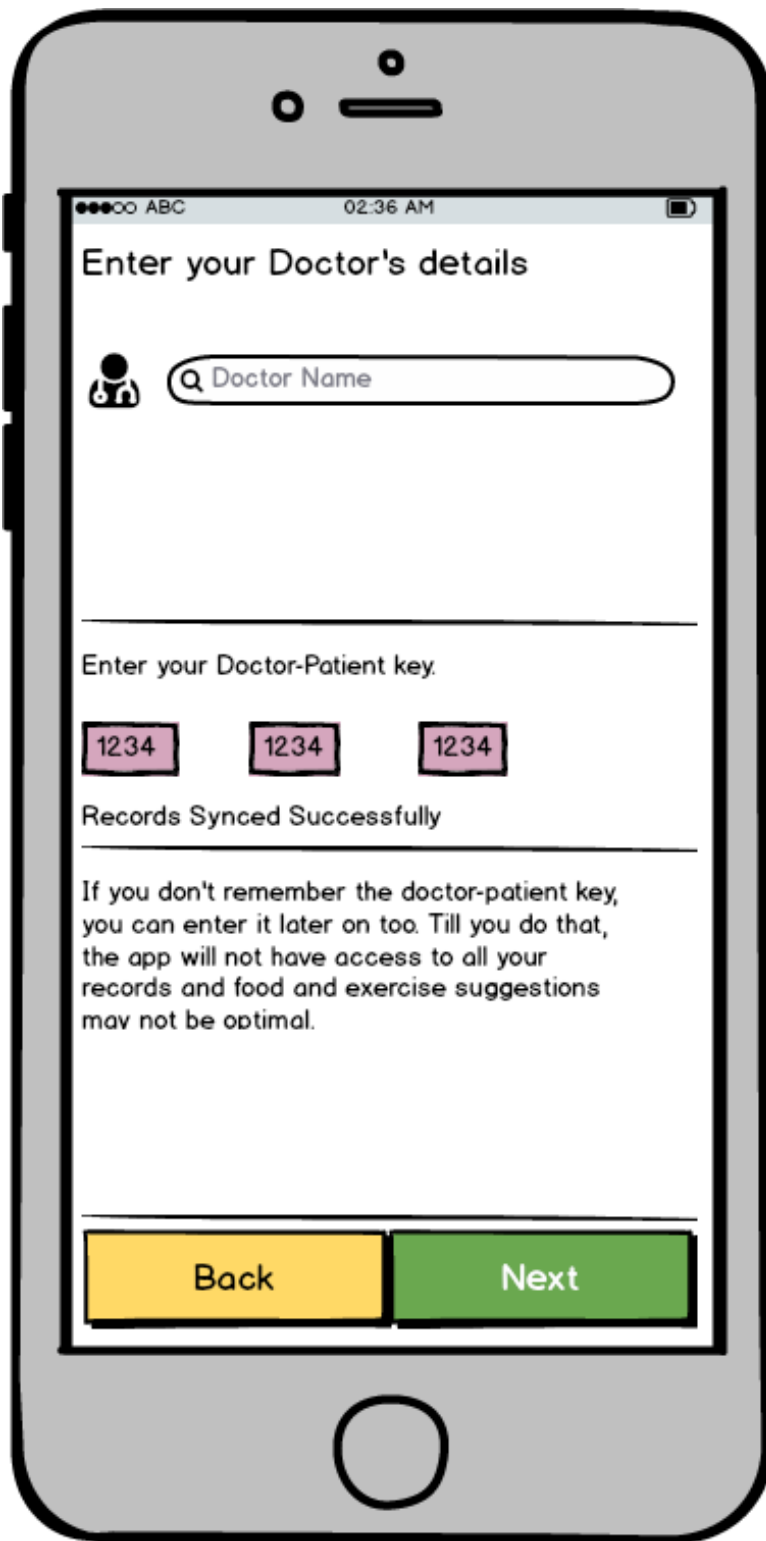 ABC 02:36 AM
Enter your Doctor's details
Doctor Name
Enter your Doctor-Patient key.
1234 1234 1234
Records Synced Successfully
If you don't remember the doctor-patient key,
you can enter it later on too. Till you do that,
the app will not have access to all your
records and food and exercise suggestions
may not be optimal.
Back Next